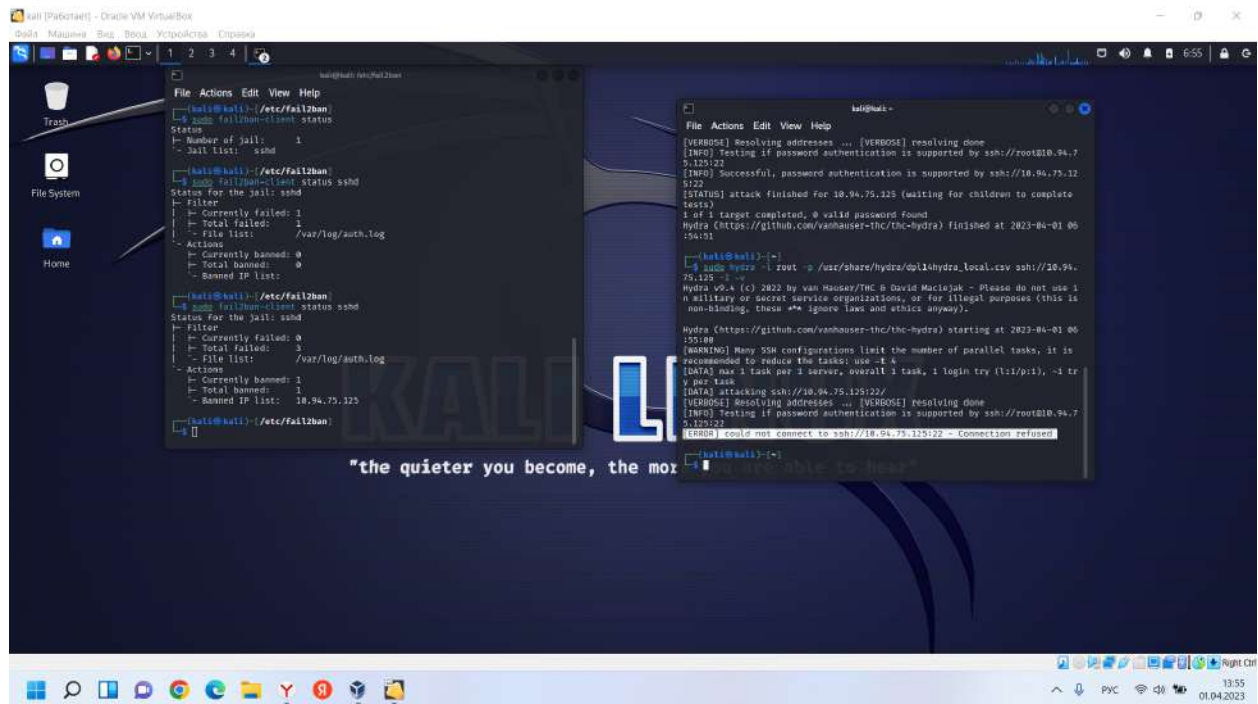 kali [Работает] - Oracle VM VirtualBox
Файл Машина Вид Ввод Устройства Справка
1 2 3 4
6:55
Trash
File System
Home
kali@kali: /etc/fail2ban
File Actions Edit View Help
┌──(kali㉿kali)-[/etc/fail2ban]
└─$ sudo fail2ban-client status
Status
|- Number of jail: 1
`- Jail list: sshd
┌──(kali㉿kali)-[/etc/fail2ban]
└─$ sudo fail2ban-client status sshd
Status for the jail: sshd
|- Filter
| |- Currently failed: 1
| |- Total failed: 1
| `- File list: /var/log/auth.log
`- Actions
|- Currently banned: 0
|- Total banned: 0
`- Banned IP list:
┌──(kali㉿kali)-[/etc/fail2ban]
└─$ sudo fail2ban-client status sshd
Status for the jail: sshd
|- Filter
| |- Currently failed: 0
| |- Total failed: 3
| `- File list: /var/log/auth.log
`- Actions
|- Currently banned: 1
|- Total banned: 1
`- Banned IP list: 10.94.75.125
┌──(kali㉿kali)-[/etc/fail2ban]
└─$
kali@kali: ~
File Actions Edit View Help
[VERBOSE] Resolving addresses ... [VERBOSE] resolving done
[INFO] Testing if password authentication is supported by ssh://root@10.94.7
5.125:22
[INFO] Successful, password authentication is supported by ssh://10.94.75.12
5:22
[STATUS] attack finished for 10.94.75.125 (waiting for children to complete
tests)
1 of 1 target completed, 0 valid password found
Hydra (https://github.com/vanhauser-thc/thc-hydra) finished at 2023-04-01 06
:54:51
┌──(kali㉿kali)-[~]
└─$ sudo hydra -l root -p /usr/share/hydra/dpl4hydra_local.csv ssh://10.94.
75.125 -I -v
Hydra v9.4 (c) 2022 by van Hauser/THC & David Maciejak - Please do not use i
n military or secret service organizations, or for illegal purposes (this is
non-binding, these *** ignore laws and ethics anyway).
Hydra (https://github.com/vanhauser-thc/thc-hydra) starting at 2023-04-01 06
:55:00
[WARNING] Many SSH configurations limit the number of parallel tasks, it is
recommended to reduce the tasks: use -t 4
[DATA] max 1 task per 1 server, overall 1 task, 1 login try (l:1/p:1), ~1 tr
y per task
[DATA] attacking ssh://10.94.75.125:22/
[VERBOSE] Resolving addresses ... [VERBOSE] resolving done
[INFO] Testing if password authentication is supported by ssh://root@10.94.7
5.125:22
[ERROR] could not connect to ssh://10.94.75.125:22 - Connection refused
┌──(kali㉿kali)-[~]
└─$
KALI LI
"the quieter you become, the more you are able to hear"
Right Ctrl
РУС
13:55
01.04.2023